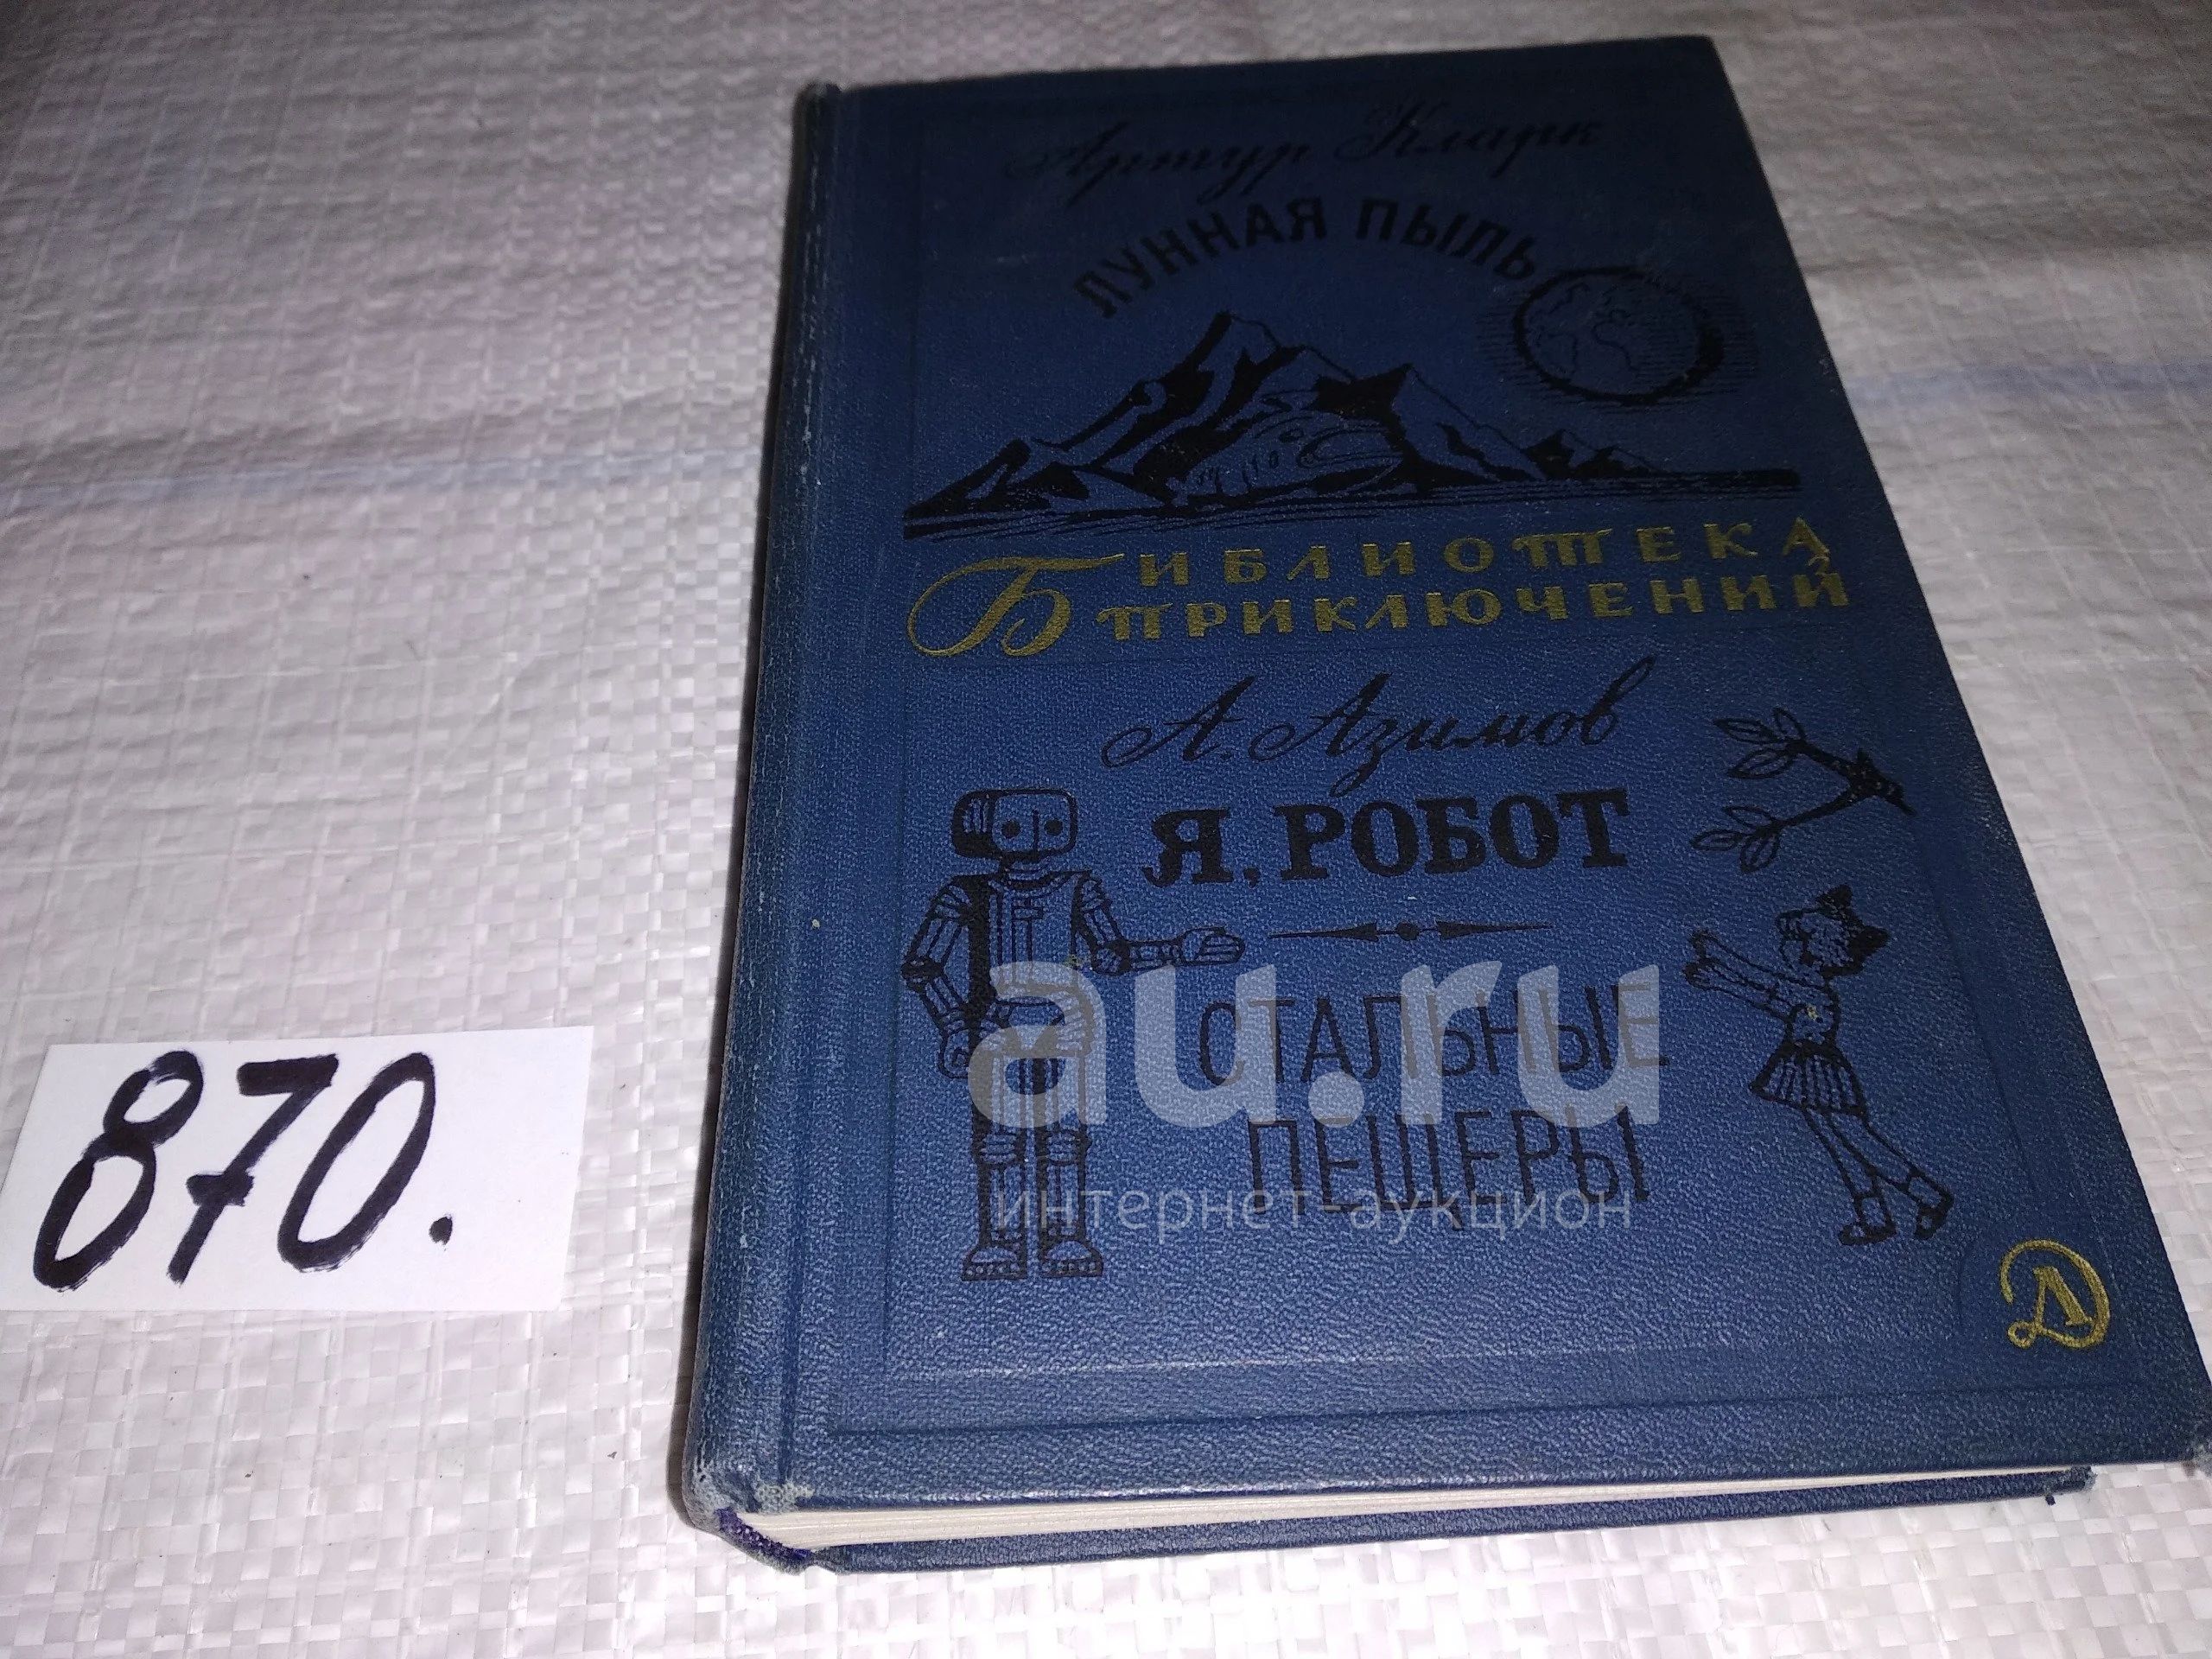 Артур Кларк
ЛУННАЯ ПЫЛЬ
БИБЛИОТЕКА
ПРИКЛЮЧЕНИЙ
А. Азимов
Я, РОБОТ
СТАЛЬНЫЕ
ПЕЩЕРЫ
au.ru
интернет-аукцион
870.